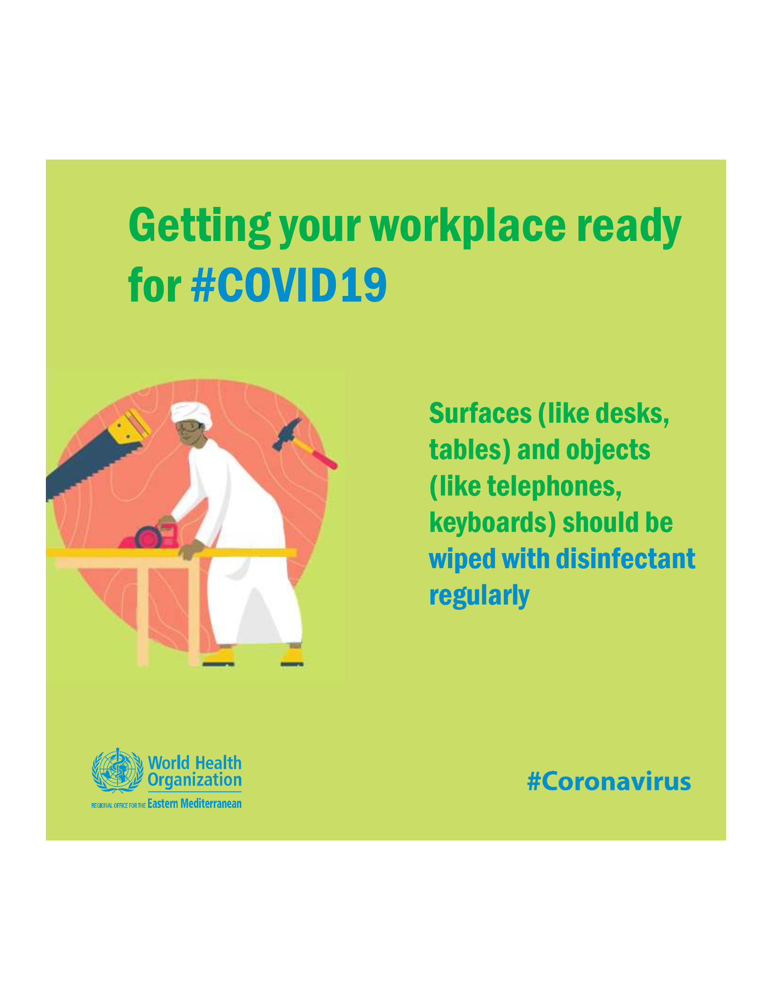 Getting your workplace ready
for #COVID19
Surfaces (like desks,
tables) and objects
(like telephones,
keyboards) should be
wiped with disinfectant
regularly
World Health
Organization
REGIONAL OFFICE FOR THE Eastern Mediterranean
#Coronavirus